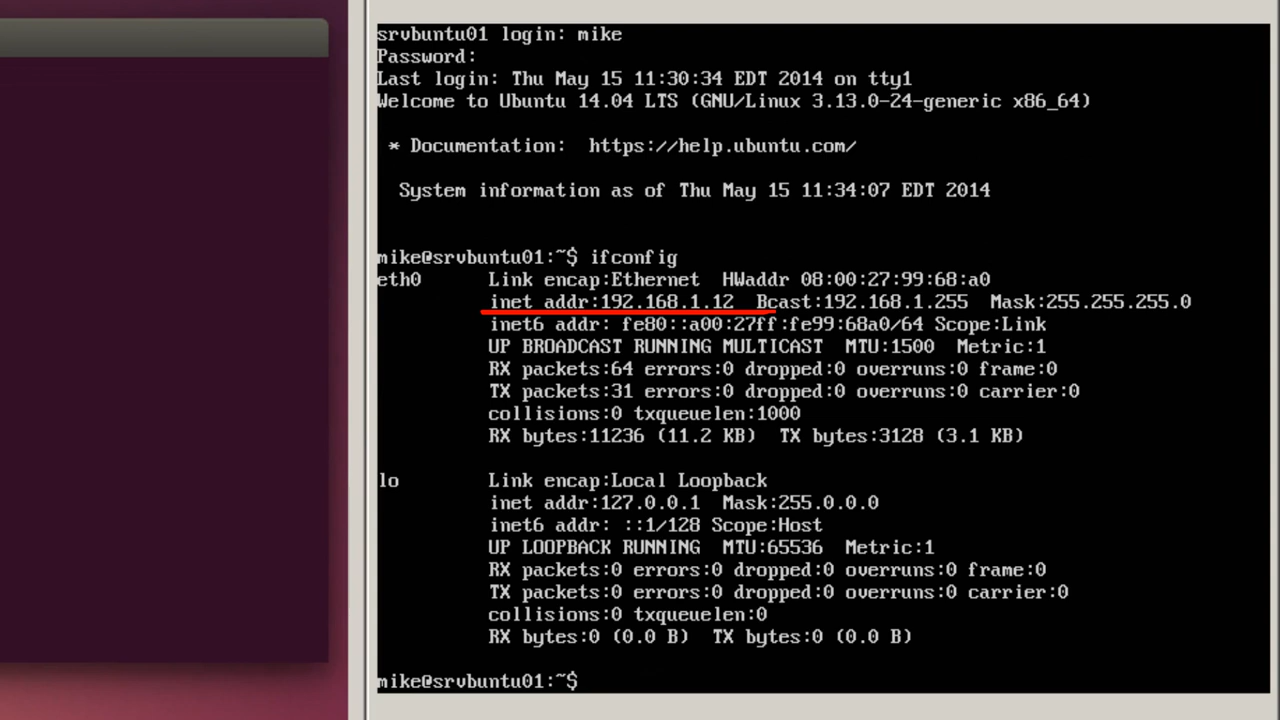 srvbuntu01 login: mike
Password:
Last login: Thu May 15 11:30:34 EDT 2014 on tty1
Welcome to Ubuntu 14.04 LTS (GNU/Linux 3.13.0-24-generic x86_64)
* Documentation:  https://help.ubuntu.com/
System information as of Thu May 15 11:34:07 EDT 2014
mike@srvbuntu01:~$ ifconfig
eth0      Link encap:Ethernet  HWaddr 08:00:27:99:68:a0
inet addr:192.168.1.12  Bcast:192.168.1.255  Mask:255.255.255.0
inet6 addr: fe80::a00:27ff:fe99:68a0/64 Scope:Link
UP BROADCAST RUNNING MULTICAST  MTU:1500  Metric:1
RX packets:64 errors:0 dropped:0 overruns:0 frame:0
TX packets:31 errors:0 dropped:0 overruns:0 carrier:0
collisions:0 txqueuelen:1000
RX bytes:11236 (11.2 KB)  TX bytes:3128 (3.1 KB)
lo        Link encap:Local Loopback
inet addr:127.0.0.1  Mask:255.0.0.0
inet6 addr: ::1/128 Scope:Host
UP LOOPBACK RUNNING  MTU:65536  Metric:1
RX packets:0 errors:0 dropped:0 overruns:0 frame:0
TX packets:0 errors:0 dropped:0 overruns:0 carrier:0
collisions:0 txqueuelen:0
RX bytes:0 (0.0 B)  TX bytes:0 (0.0 B)
mike@srvbuntu01:~$